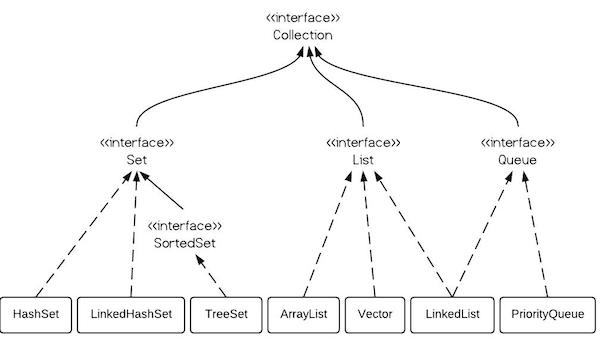 <<interface>>
Collection
<<interface>>
Set
<<interface>>
List
<<interface>>
Queue
<<interface>>
SortedSet
HashSet
LinkedHashSet
TreeSet
ArrayList
Vector
LinkedList
PriorityQueue